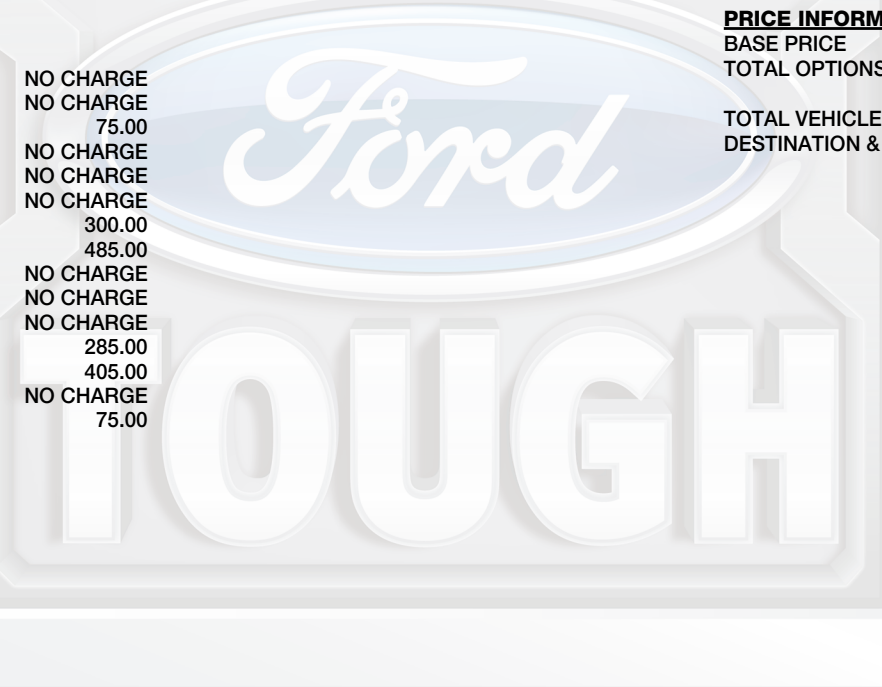 PRICE INFORM
BASE PRICE
TOTAL OPTIONS
TOTAL VEHICLE
DESTINATION &
NO CHARGE
NO CHARGE
75.00
NO CHARGE
NO CHARGE
NO CHARGE
300.00
485.00
NO CHARGE
NO CHARGE
NO CHARGE
285.00
405.00
NO CHARGE
75.00
Ford
TOUGH